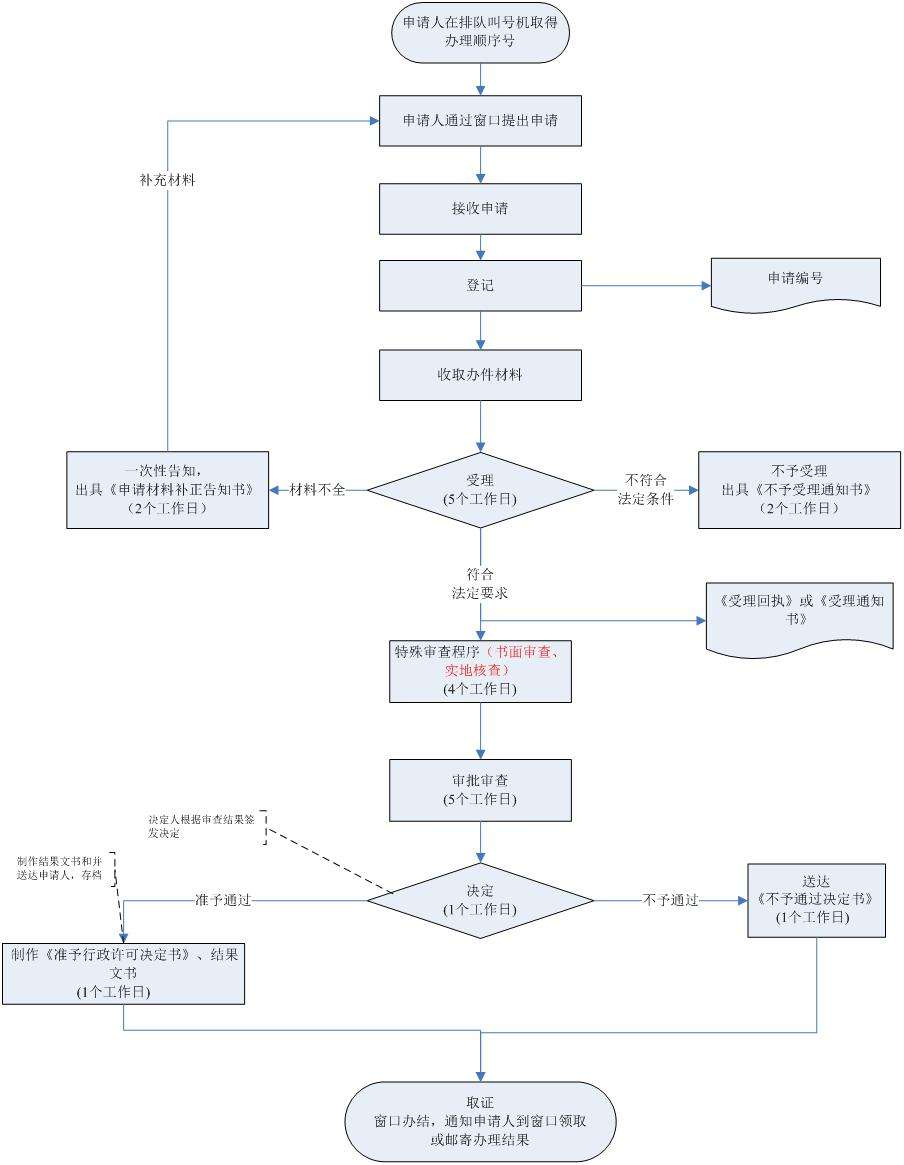 申请人在排队叫号机取得
办理顺序号
申请人通过窗口提出申请
补充材料
接收申请
登记
申请编号
收取办件材料
一次性告知，
出具《申请材料补正告知书》
（2个工作日）
材料不全
受理
(5个工作日)
不符合
法定条件
不予受理
出具《不予受理通知书》
（2个工作日）
符合
法定要求
《受理回执》或《受理通知
书》
特殊审查程序（书面审查、
实地核查）
(4个工作日)
审批审查
(5个工作日)
决定人根据审查结果签
发决定
制作结果文书和并
送达申请人，存档
准予通过
决定
(1个工作日)
不予通过
送达
《不予通过决定书》
(1个工作日)
制作《准予行政许可决定书》、结果
文书
(1个工作日)
取证
窗口办结，通知申请人到窗口领取
或邮寄办理结果